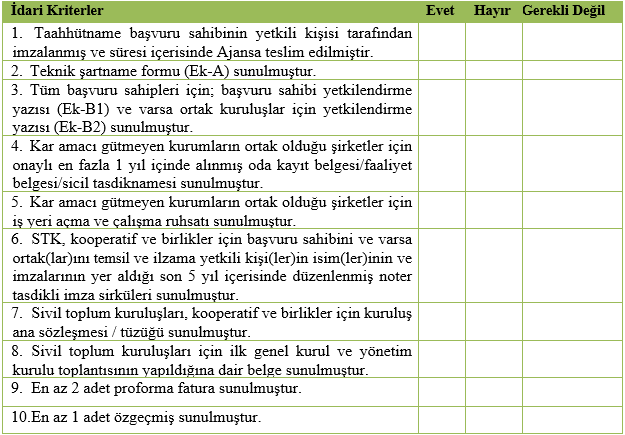 İdari Kriterler Evet Hayır Gerekli Değil
1. Taahhütname başvuru sahibinin yetkili kişisi tarafından
imzalanmış ve süresi içerisinde Ajansa teslim edilmiştir.
2. Teknik şartname formu (Ek-A) sunulmuştur.
3. Tüm başvuru sahipleri için; başvuru sahibi yetkilendirme
yazısı (Ek-B1) ve varsa ortak kuruluşlar için yetkilendirme
yazısı (Ek-B2) sunulmuştur.
4. Kar amacı gütmeyen kurumların ortak olduğu şirketler için
onaylı en fazla 1 yıl içinde alınmış oda kayıt belgesi/faaliyet
belgesi/sicil tasdiknamesi sunulmuştur.
5. Kar amacı gütmeyen kurumların ortak olduğu şirketler için
iş yeri açma ve çalışma ruhsatı sunulmuştur.
6. STK, kooperatif ve birlikler için başvuru sahibini ve varsa
ortak(lar)ını temsil ve ilzama yetkili kişi(ler)in isim(ler)inin ve
imzalarının yer aldığı son 5 yıl içerisinde düzenlenmiş noter
tasdikli imza sirküleri sunulmuştur.
7. Sivil toplum kuruluşları, kooperatif ve birlikler için kuruluş
ana sözleşmesi / tüzüğü sunulmuştur.
8. Sivil toplum kuruluşları için ilk genel kurul ve yönetim
kurulu toplantısının yapıldığına dair belge sunulmuştur.
9. En az 2 adet proforma fatura sunulmuştur.
10.En az 1 adet özgeçmiş sunulmuştur.